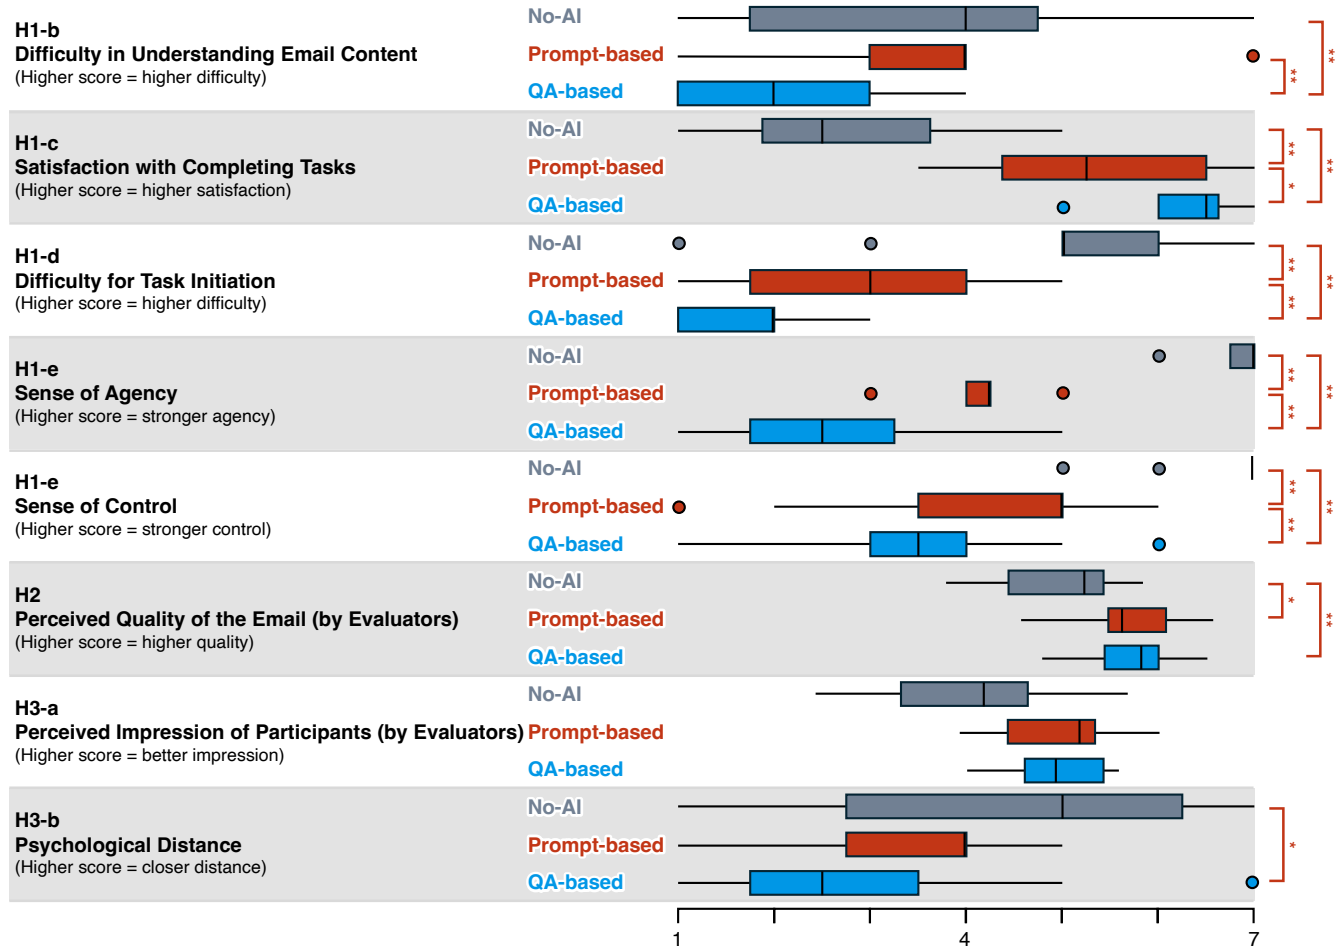 H1-b
Difficulty in Understanding Email Content
(Higher score = higher difficulty)
No-AI
Prompt-based
QA-based
**
**
H1-c
Satisfaction with Completing Tasks
(Higher score = higher satisfaction)
No-AI
Prompt-based
QA-based
**
*
**
H1-d
Difficulty for Task Initiation
(Higher score = higher difficulty)
No-AI
Prompt-based
QA-based
**
**
**
H1-e
Sense of Agency
(Higher score = stronger agency)
No-AI
Prompt-based
QA-based
**
**
**
H1-e
Sense of Control
(Higher score = stronger control)
No-AI
Prompt-based
QA-based
**
**
**
H2
Perceived Quality of the Email (by Evaluators)
(Higher score = higher quality)
No-AI
Prompt-based
QA-based
*
**
H3-a
Perceived Impression of Participants (by Evaluators)
(Higher score = better impression)
No-AI
Prompt-based
QA-based
H3-b
Psychological Distance
(Higher score = closer distance)
No-AI
Prompt-based
QA-based
*
1 4 7